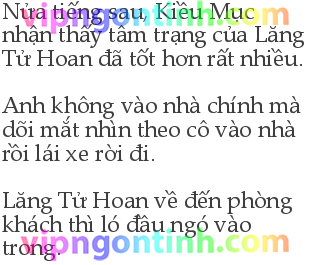 Nửa tiếng sau, Kiều Mục
nhận thấy tâm trạng của Lăng
Tử Hoan đã tốt hơn rất nhiều.
Anh không vào nhà chính mà
dõi mắt nhìn theo cô vào nhà
rồi lái xe rời đi.
Lăng Tử Hoan về đến phòng
khách thì ló đầu ngó vào
trong.
vipngontinh.com
vipngontinh.com